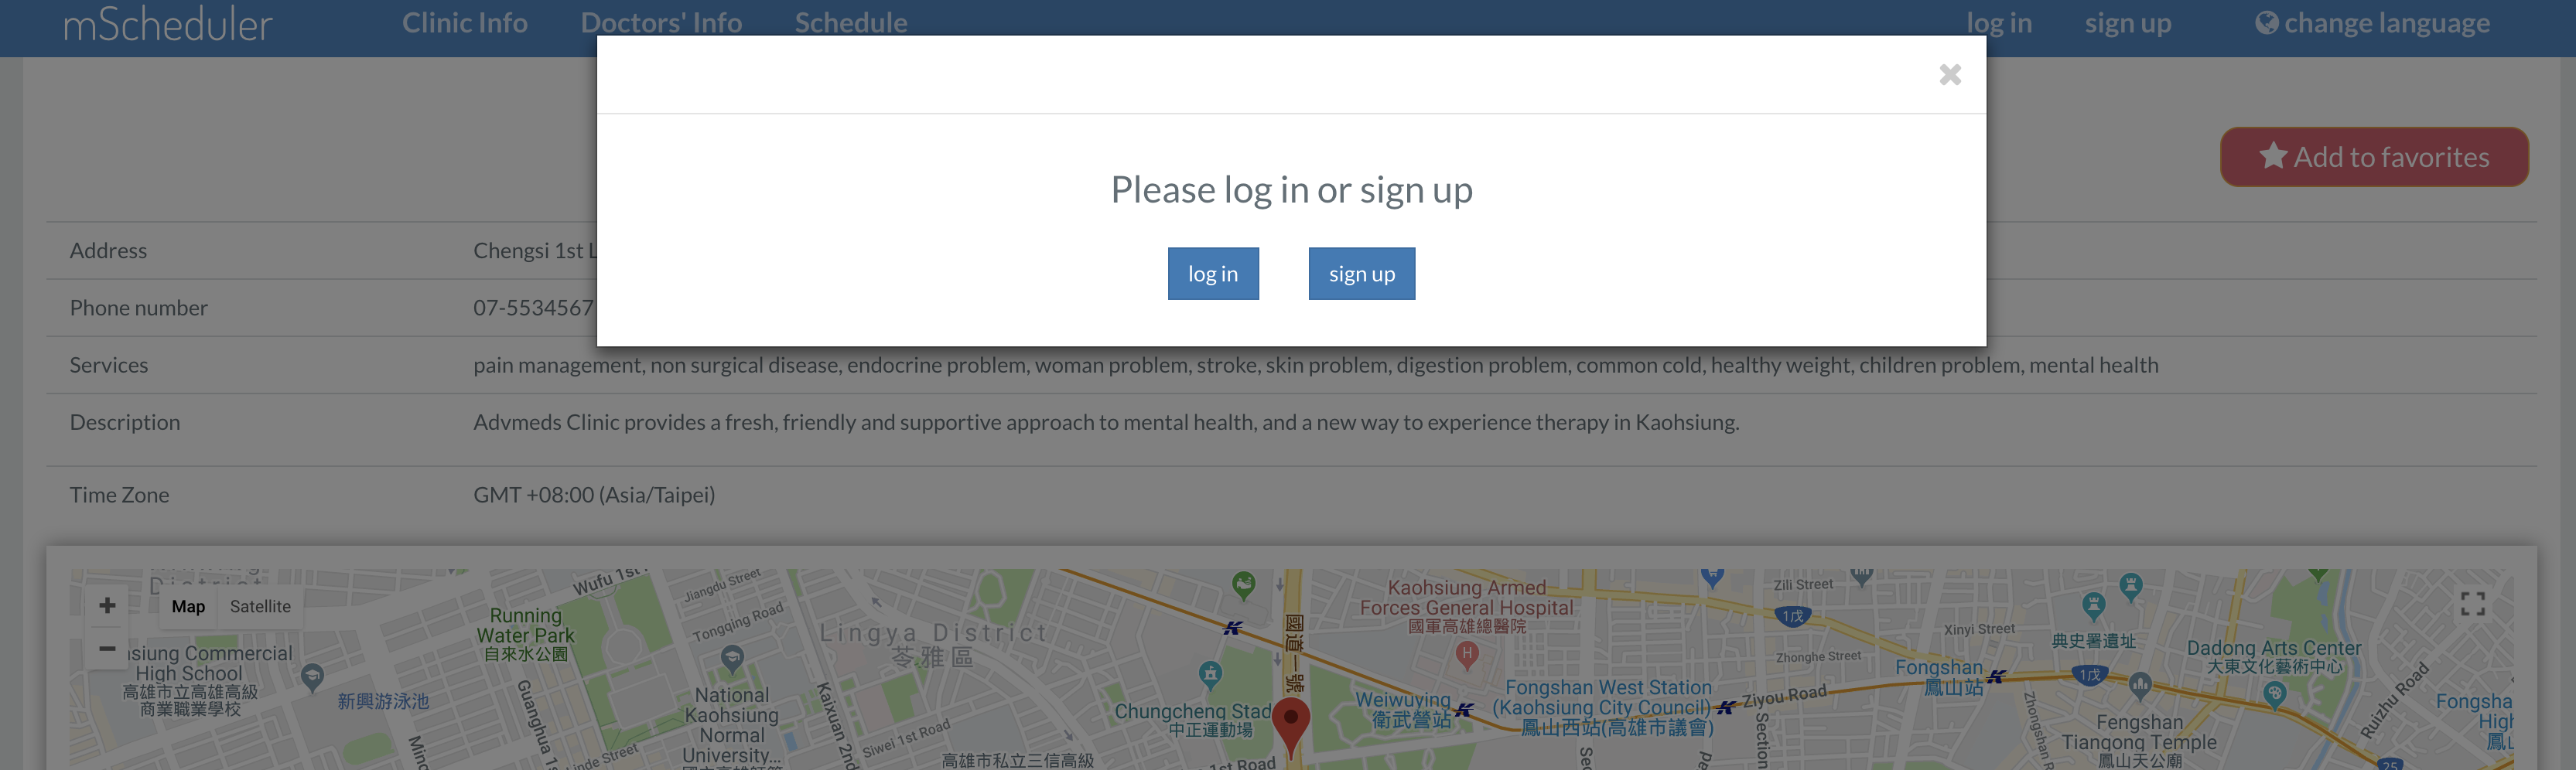 mScheduler
Clinic Info
Doctors' Info
Schedule
log in
sign up
change language
Please log in or sign up
log in
sign up
Add to favorites
Address
Chengsi 1st
Phone number
07-5534567
Services
pain management, non surgical disease, endocrine problem, woman problem, stroke, skin problem, digestion problem, common cold, healthy weight, children problem, mental health
Description
Advmeds Clinic provides a fresh, friendly and supportive approach to mental health, and a new way to experience therapy in Kaohsiung.
Time Zone
GMT +08:00 (Asia/Taipei)
Map
Satellite
siung Commercial
High School
高雄市立高雄高級
商業職業學校
新興游泳池
Running
Water Park
自來水公園
Wufu 1st
Guanghua 1s
Jiangdu Street
Tongqing Road
National
Kaohsiung
Normal
University...
Linde Street
Kaixuan 2nd
Lingya District
苓雅區
Siwei 1st Road
高雄市私立三信高級
Chungcheng Stad
中正運動場
1st Road
國道一號
Kaohsiung Armed
Forces General Hospital
國軍高雄總醫院
H
Weiwuying
衛武營站
Fongshan West Station
(Kaohsiung City Council)
鳳山西站(高雄市議會)
Ziyou Road
Section
Zili Street
1戊
Zhonghe Street
Xinyi Street
Fongshan
鳳山站
典史署遺址
1戊
Zhongshan
Fengshan
Tiangong Temple
鳳山天公廟
Dadong Arts Center
大東文化藝術中心
Ruizhu Road
25
Fongsha
High